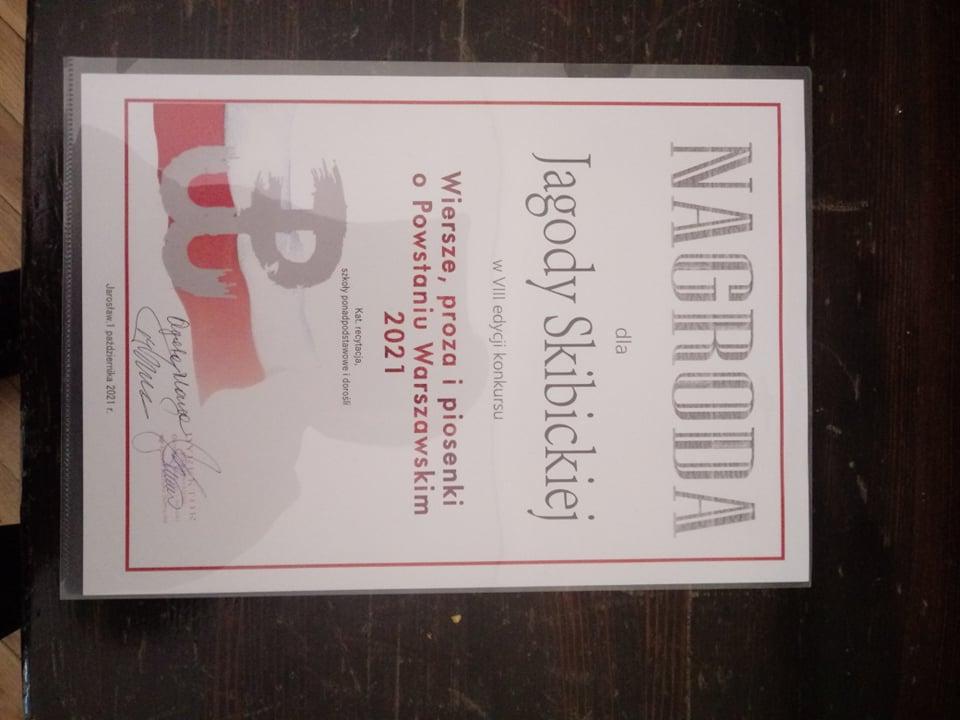 NAGRODA
dla
Jagody Skibickiej
w VIII edycji konkursu
Wiersze, proza i piosenki
o Powstaniu Warszawskim
2021
Kat. recytacja,
szkoły ponadpodstawowe i dorośli
Jarosław,1 października 2021 r.